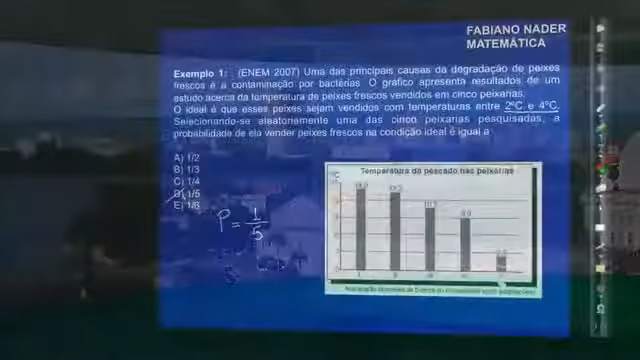 FABIANO NADER
MATEMÁTICA
Exemplo 1: (ENEM 2007) Uma das principais causas da degradação de peixes
frescos é a contaminação por bactérias. O gráfico apresenta resultados de um
estudo acerca da temperatura de peixes frescos vendidos em cinco peixarias.
O ideal é que esses peixes sejam vendidos com temperaturas entre 2ºC e 4ºC.
Selecionando-se aleatoriamente uma das cinco peixarias pesquisadas, a
probabilidade de ela vender peixes frescos na condição ideal é igual a
A) 1/2
B) 1/3
C) 1/4
D) 1/5
E) 1/6
P = 1/5
Temperatura do pescado nas peixarias